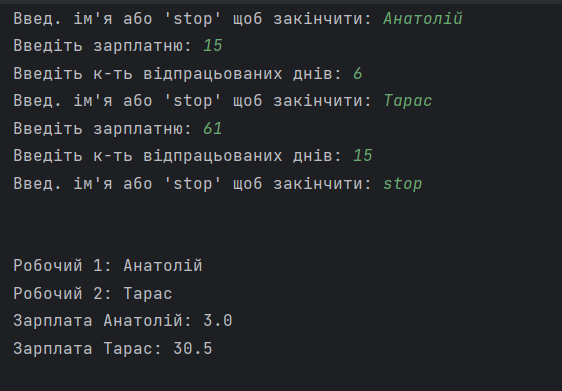 Введ. ім'я або 'stop' щоб закінчити: Анатолій
Введіть зарплатню: 15
Введіть к-ть відпрацьованих днів: 6
Введ. ім'я або 'stop' щоб закінчити: Тарас
Введіть зарплатню: 61
Введіть к-ть відпрацьованих днів: 15
Введ. ім'я або 'stop' щоб закінчити: stop
Робочий 1: Анатолій
Робочий 2: Тарас
Зарплата Анатолій: 3.0
Зарплата Тарас: 30.5